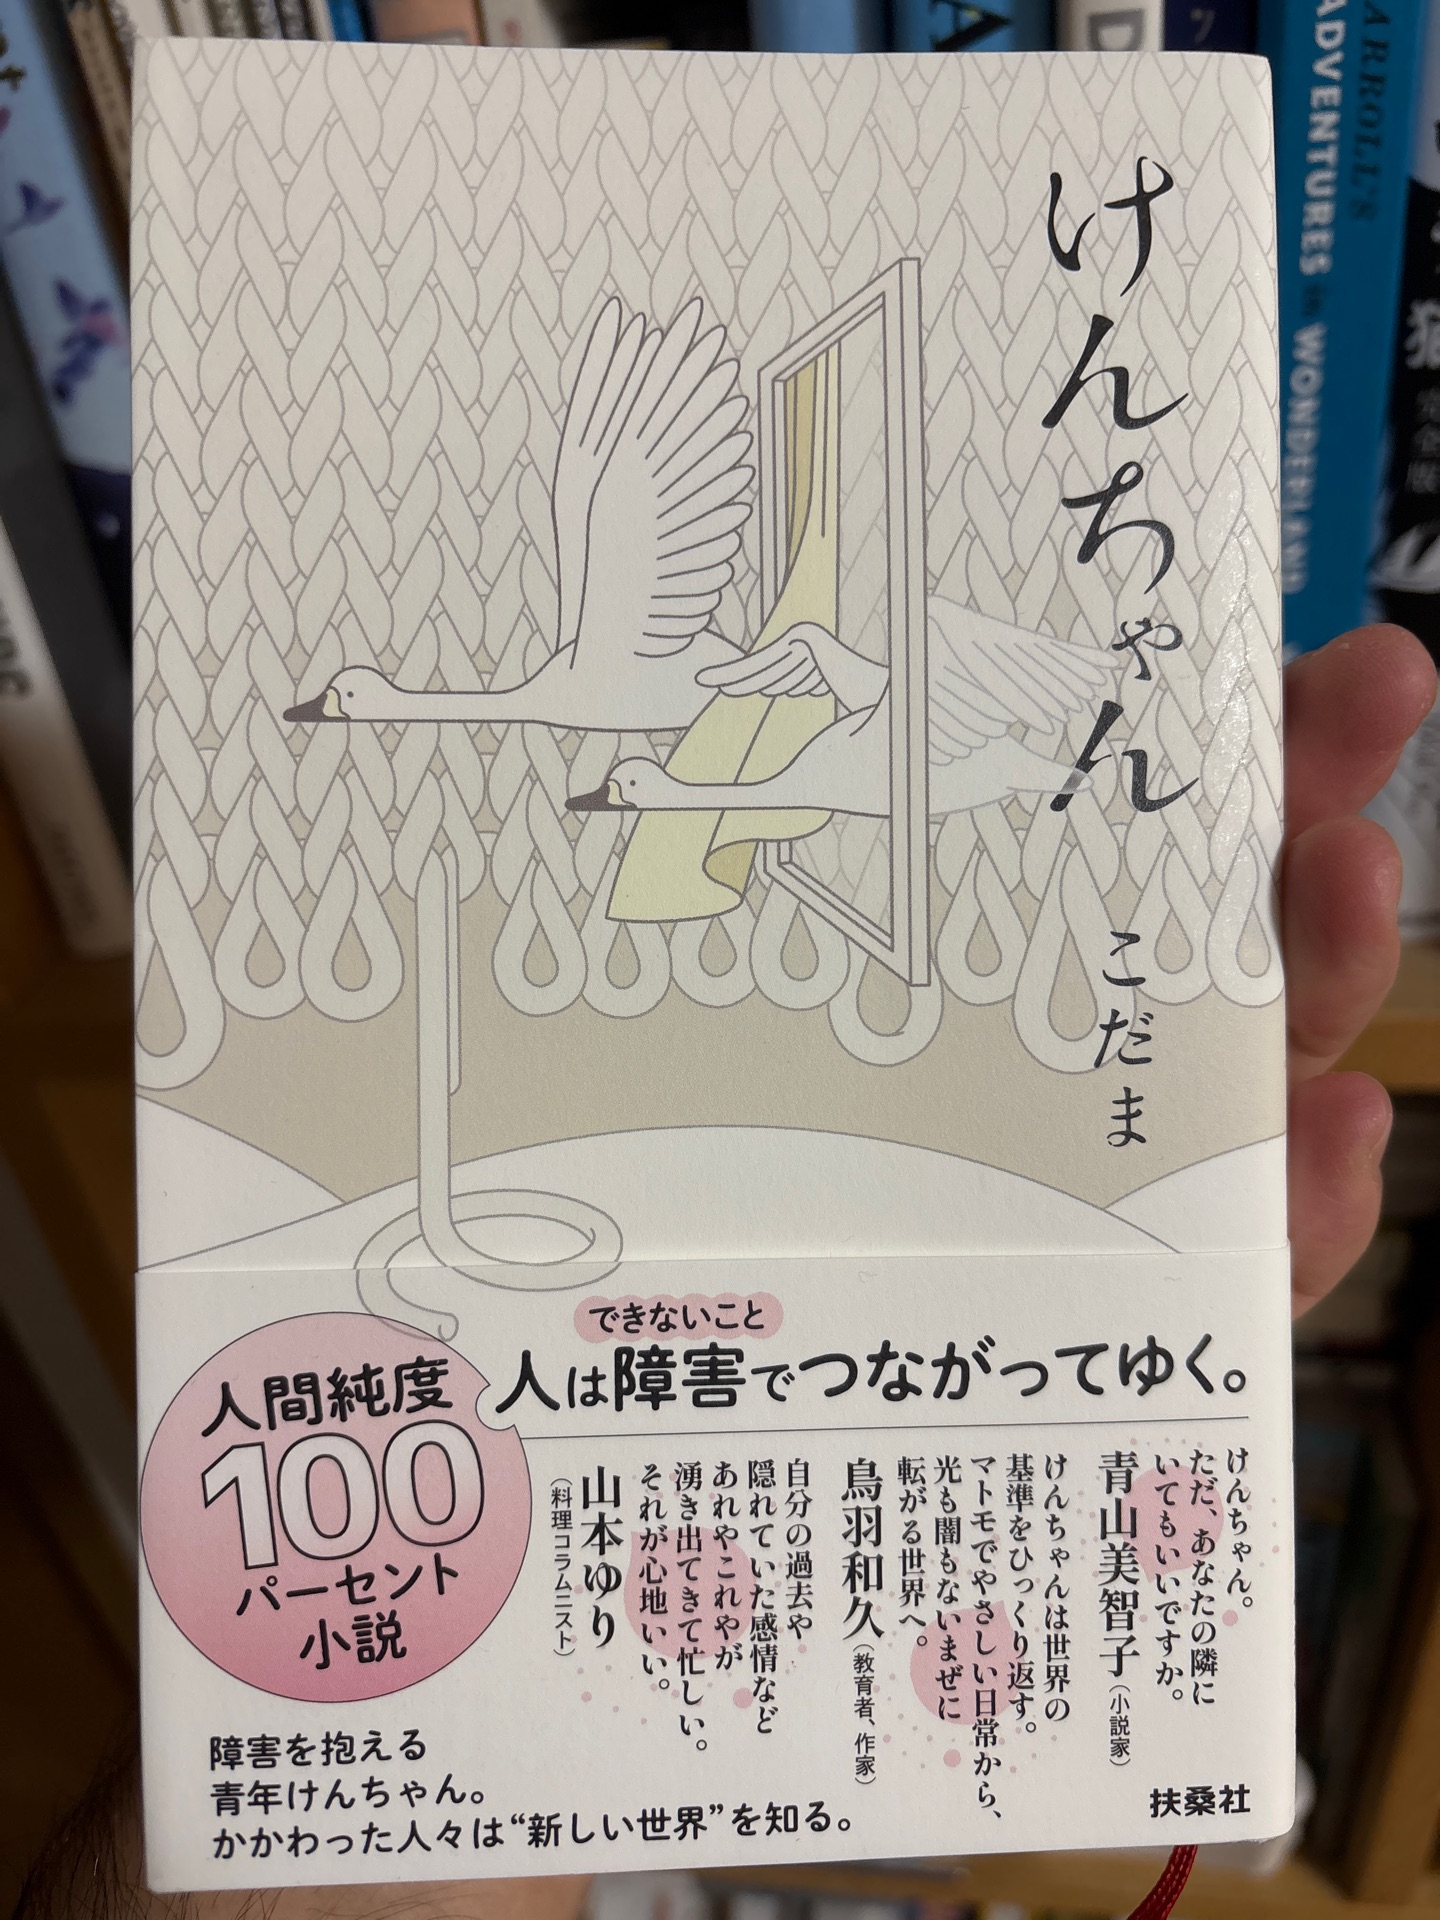 けんちゃん
こだま
できないこと
人は障害でつながってゆく。
人間純度
100
パーセント
小説
けんちゃん。
ただ、あなたの隣に
いてもいいですか。
青山美智子（小説家）
けんちゃんは世界の
基準をひっくり返す。
マトモでやさしい日常から、
光も闇もないまぜに
転がる世界へ。
鳥羽和久（教育者、作家）
自分の過去や
隠れていた感情など
あれやこれやが
湧き出てきて忙しい。
それが心地いい。
山本ゆり（料理コラムニスト）
障害を抱える
青年けんちゃん。
かかわった人々は“新しい世界”を知る。
扶桑社
ARROLL'S
ADVENTURES in WONDERLAND